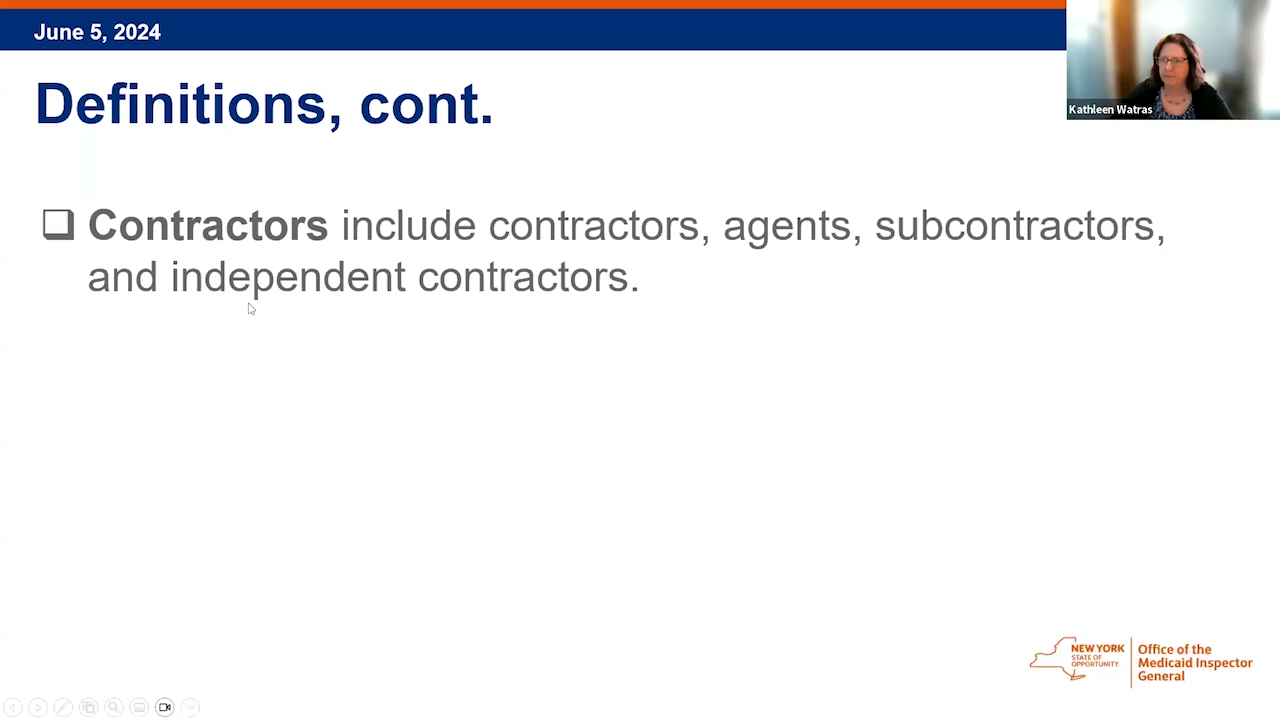 June 5, 2024
Kathleen Watras
Definitions, cont.
❑ Contractors include contractors, agents, subcontractors,
and independent contractors.
NEW YORK
STATE OF
OPPORTUNITY.
Office of the
Medicaid Inspector
General